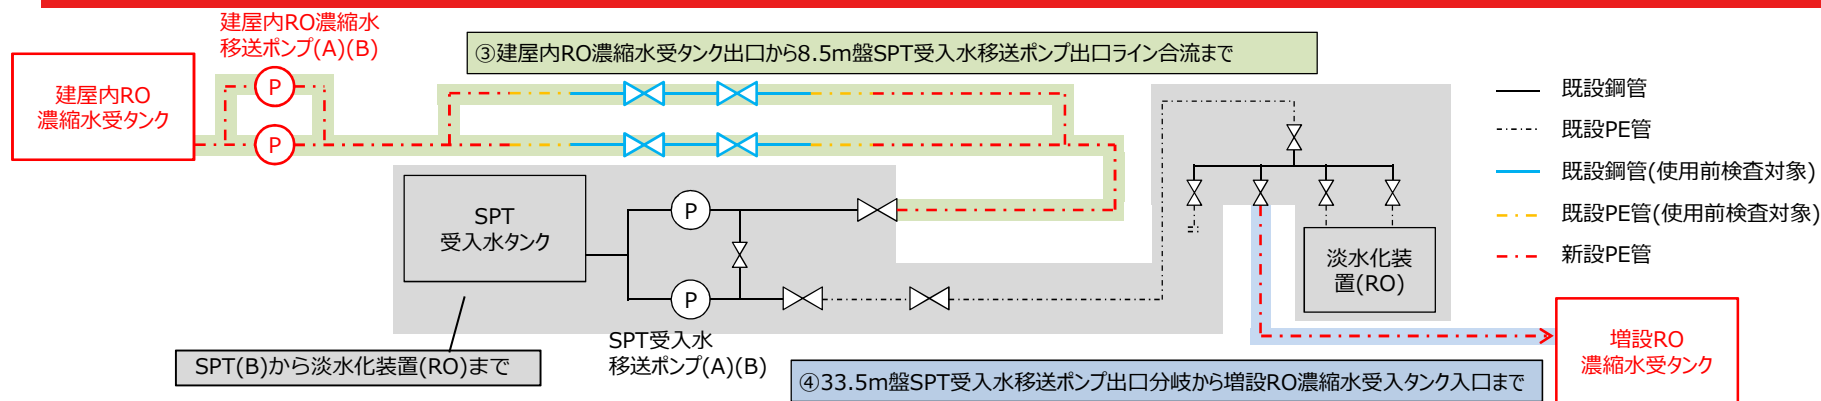 建屋内RO濃縮水
移送ポンプ(A)(B)
③建屋内RO濃縮水受タンク出口から8.5m盤SPT受入水移送ポンプ出口ライン合流まで
建屋内RO
濃縮水受タンク
P
P
SPT
受入水タンク
P
P
SPT受入水
移送ポンプ(A)(B)
SPT(B)から淡水化装置(RO)まで
④33.5m盤SPT受入水移送ポンプ出口分岐から増設RO濃縮水受入タンク入口まで
淡水化装
置(RO)
増設RO
濃縮水受タンク
既設鋼管
既設PE管
既設鋼管(使用前検査対象)
既設PE管(使用前検査対象)
新設PE管